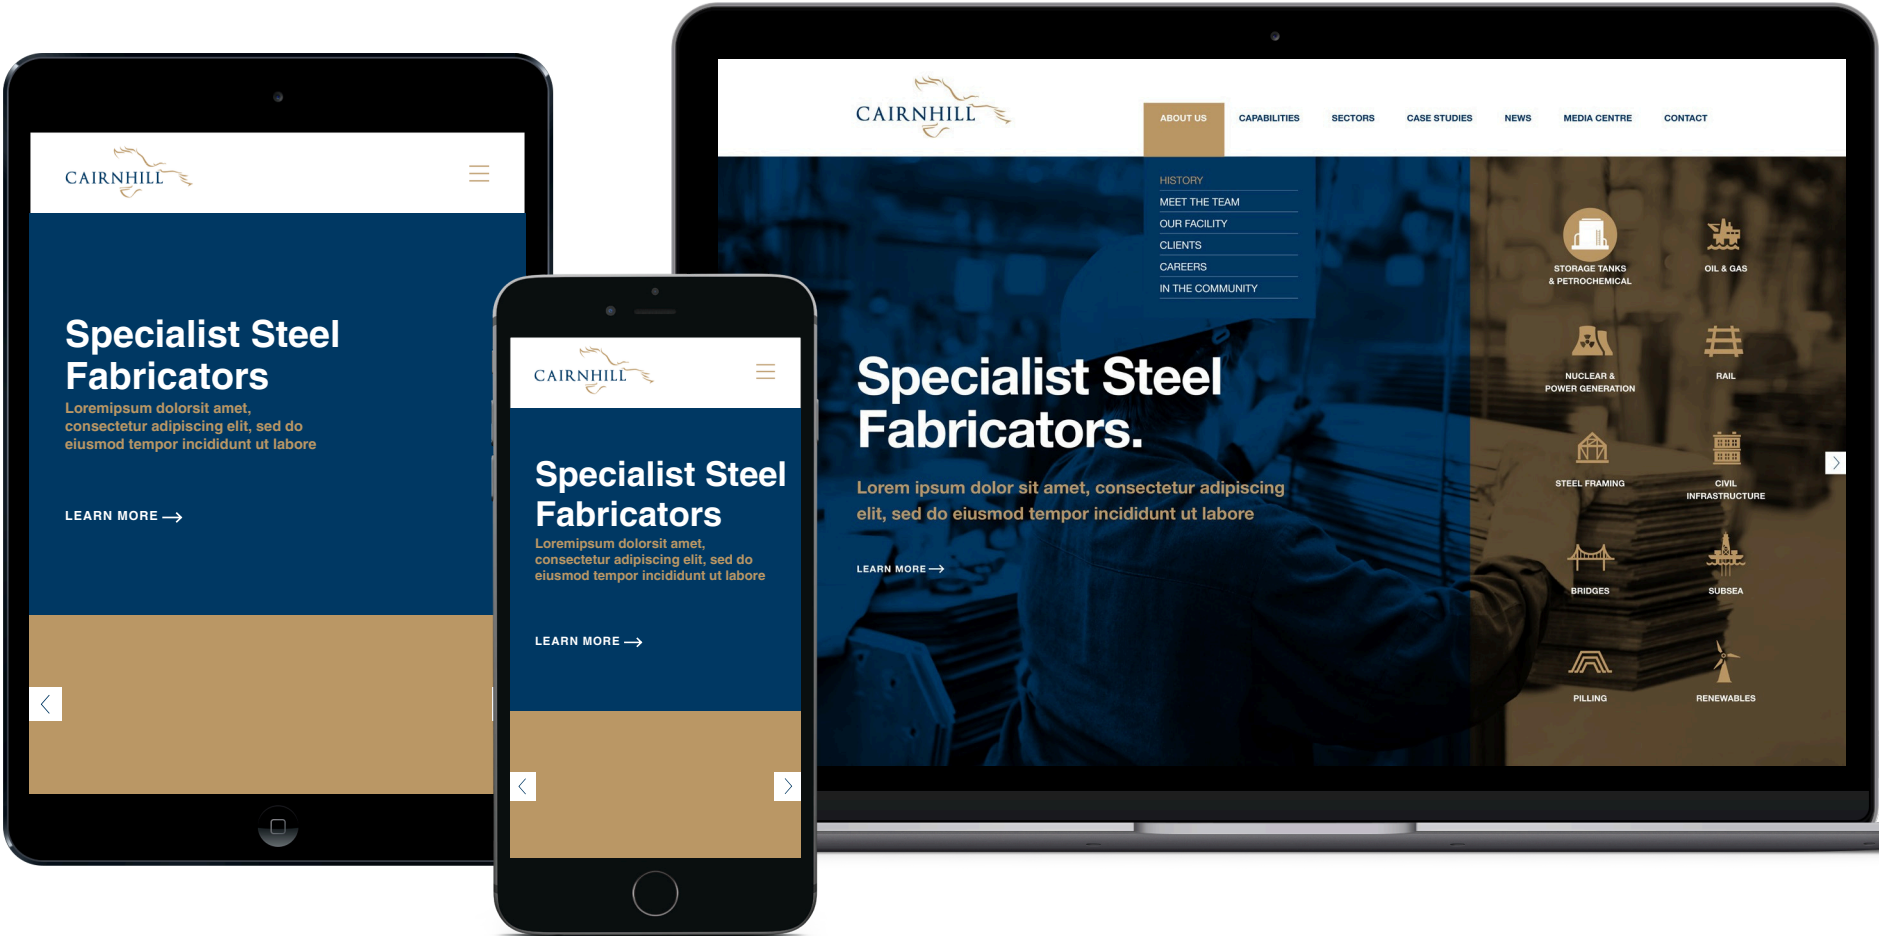 CAIRNHILL
Specialist Steel
Fabricators
Loremipsum dolorsit amet,
consectetur adipiscing elit, sed do
eiusmod tempor incididunt ut labore
LEARN MORE
CAIRNHILL
Specialist Steel
Fabricators
Loremipsum dolorsit amet,
consectetur adipiscing elit, sed do
eiusmod tempor incididunt ut labore
LEARN MORE
CAIRNHILL
ABOUT US CAPABILITIES SECTORS CASE STUDIES NEWS MEDIA CENTRE CONTACT
HISTORY
MEET THE TEAM
OUR FACILITY
CLIENTS
CAREERS
IN THE COMMUNITY
Specialist Steel
Fabricators.
Lorem ipsum dolor sit amet, consectetur adipiscing
elit, sed do eiusmod tempor incididunt ut labore
LEARN MORE
STORAGE TANKS
& PETROCHEMICAL
OIL & GAS
NUCLEAR &
POWER GENERATION
RAIL
STEEL FRAMING
CIVIL
INFRASTRUCTURE
BRIDGES
SUBSEA
PILLING
RENEWABLES